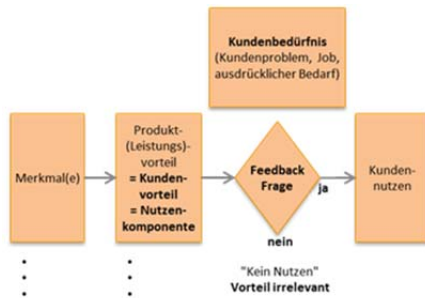 Kundenbedürfnis
(Kundenproblem, Job,
ausdrücklicher Bedarf)
Merkmal(e)
Produkt-
(Leistungs)-
vorteil
= Kunden-
vorteil
= Nutzen-
komponente
Feedback
Frage
ja
Kunden-
nutzen
nein
"Kein Nutzen"
Vorteil irrelevant